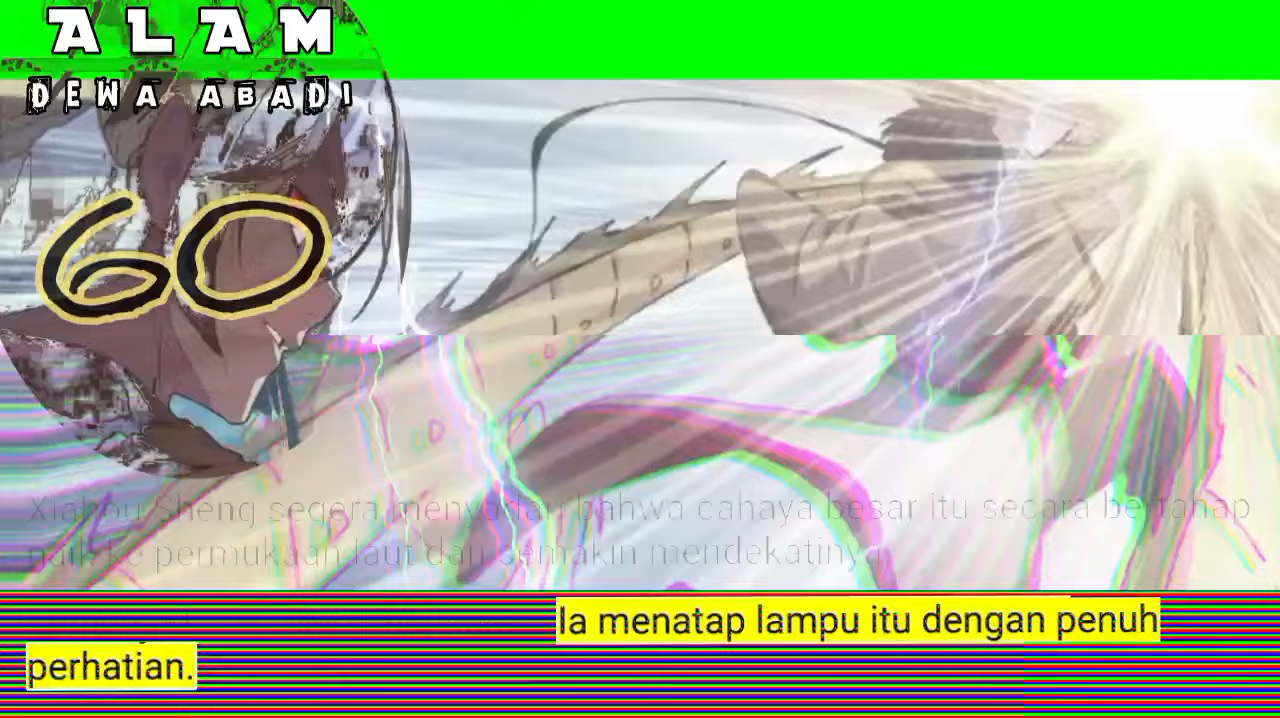 ALAM
DEWA ABADI
60
Xiahou Sheng segera menyadari bahwa cahaya besar itu secara bertahap
naik ke permukaan laut dan semakin mendekatinya
Ia menatap lampu itu dengan penuh
perhatian.